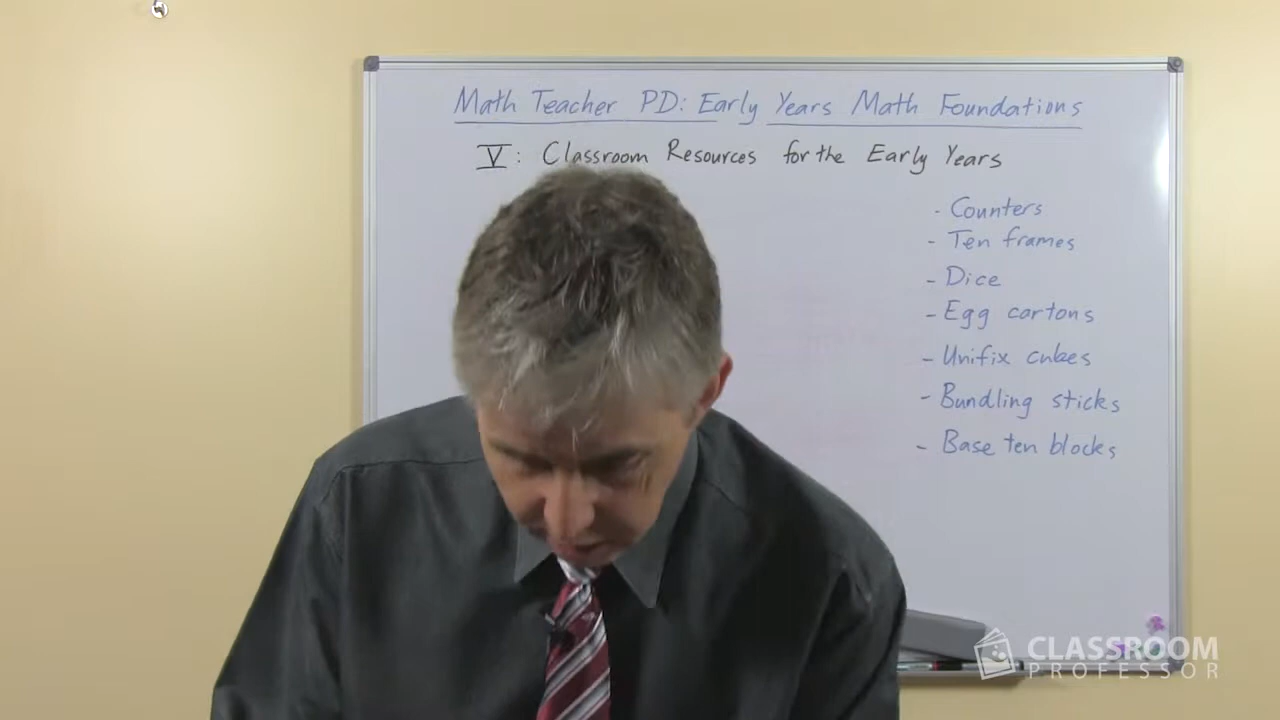 Math Teacher PD: Early Years Math Foundations
V: Classroom Resources for the Early Years
- Counters
- Ten frames
- Dice
- Egg cartons
- Unifix cubes
- Bundling sticks
- Base ten blocks
CLASSROOM
PROFESSOR